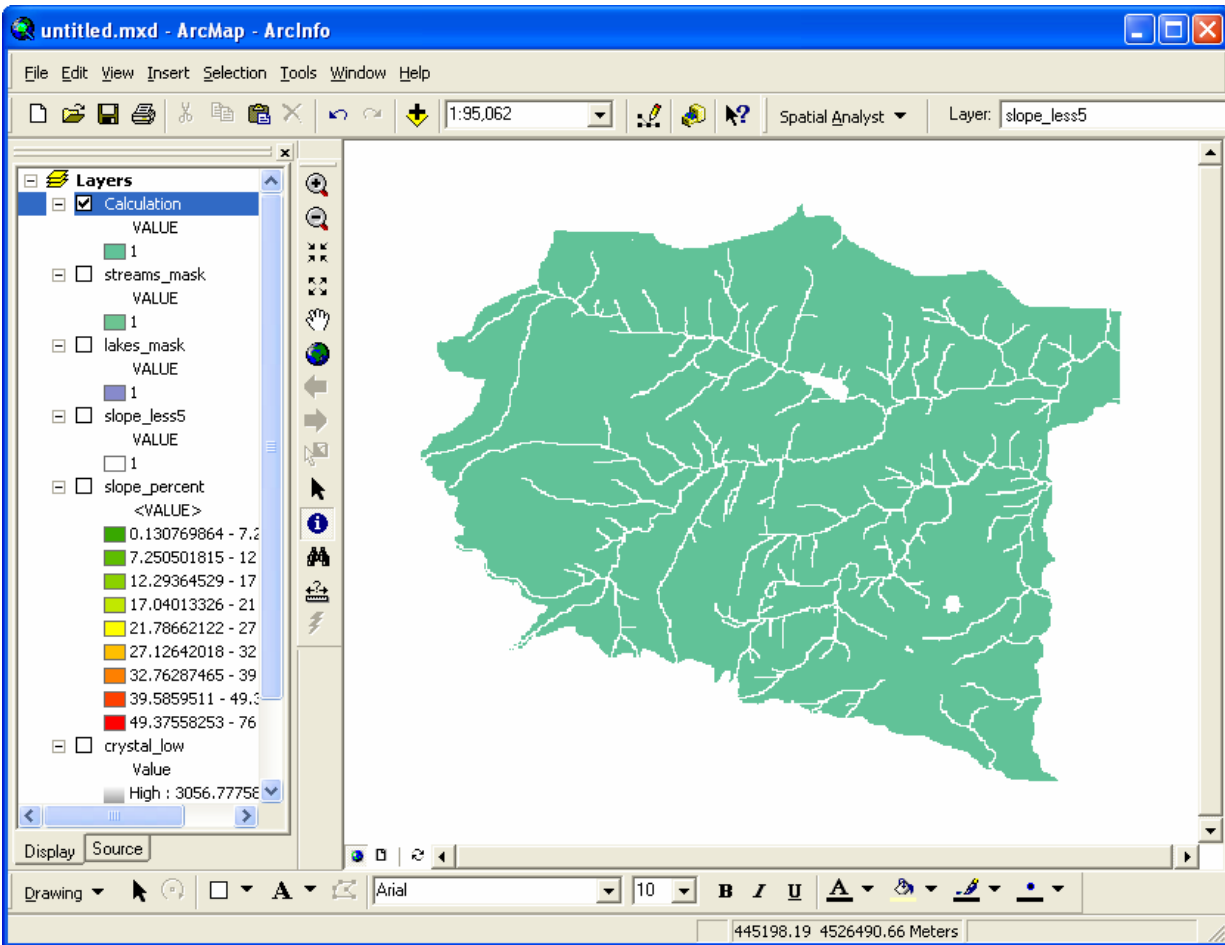 untitled.mxd - ArcMap - ArcInfo
File Edit View Insert Selection Tools Window Help
1:95,062
Spatial Analyst
Layer: slope_less5
Layers
Calculation
VALUE
1
streams_mask
VALUE
1
lakes_mask
VALUE
1
slope_less5
VALUE
1
slope_percent
<VALUE>
0.130769864 - 7.2
7.250501815 - 12
12.29364529 - 17
17.04013326 - 21
21.78662122 - 27
27.12642018 - 32
32.76287465 - 39
39.5859511 - 49.3
49.37558253 - 76
crystal_low
Value
High : 3056.77758
Display Source
Drawing
A
Arial
10
B I U A
445198.19 4526490.66 Meters